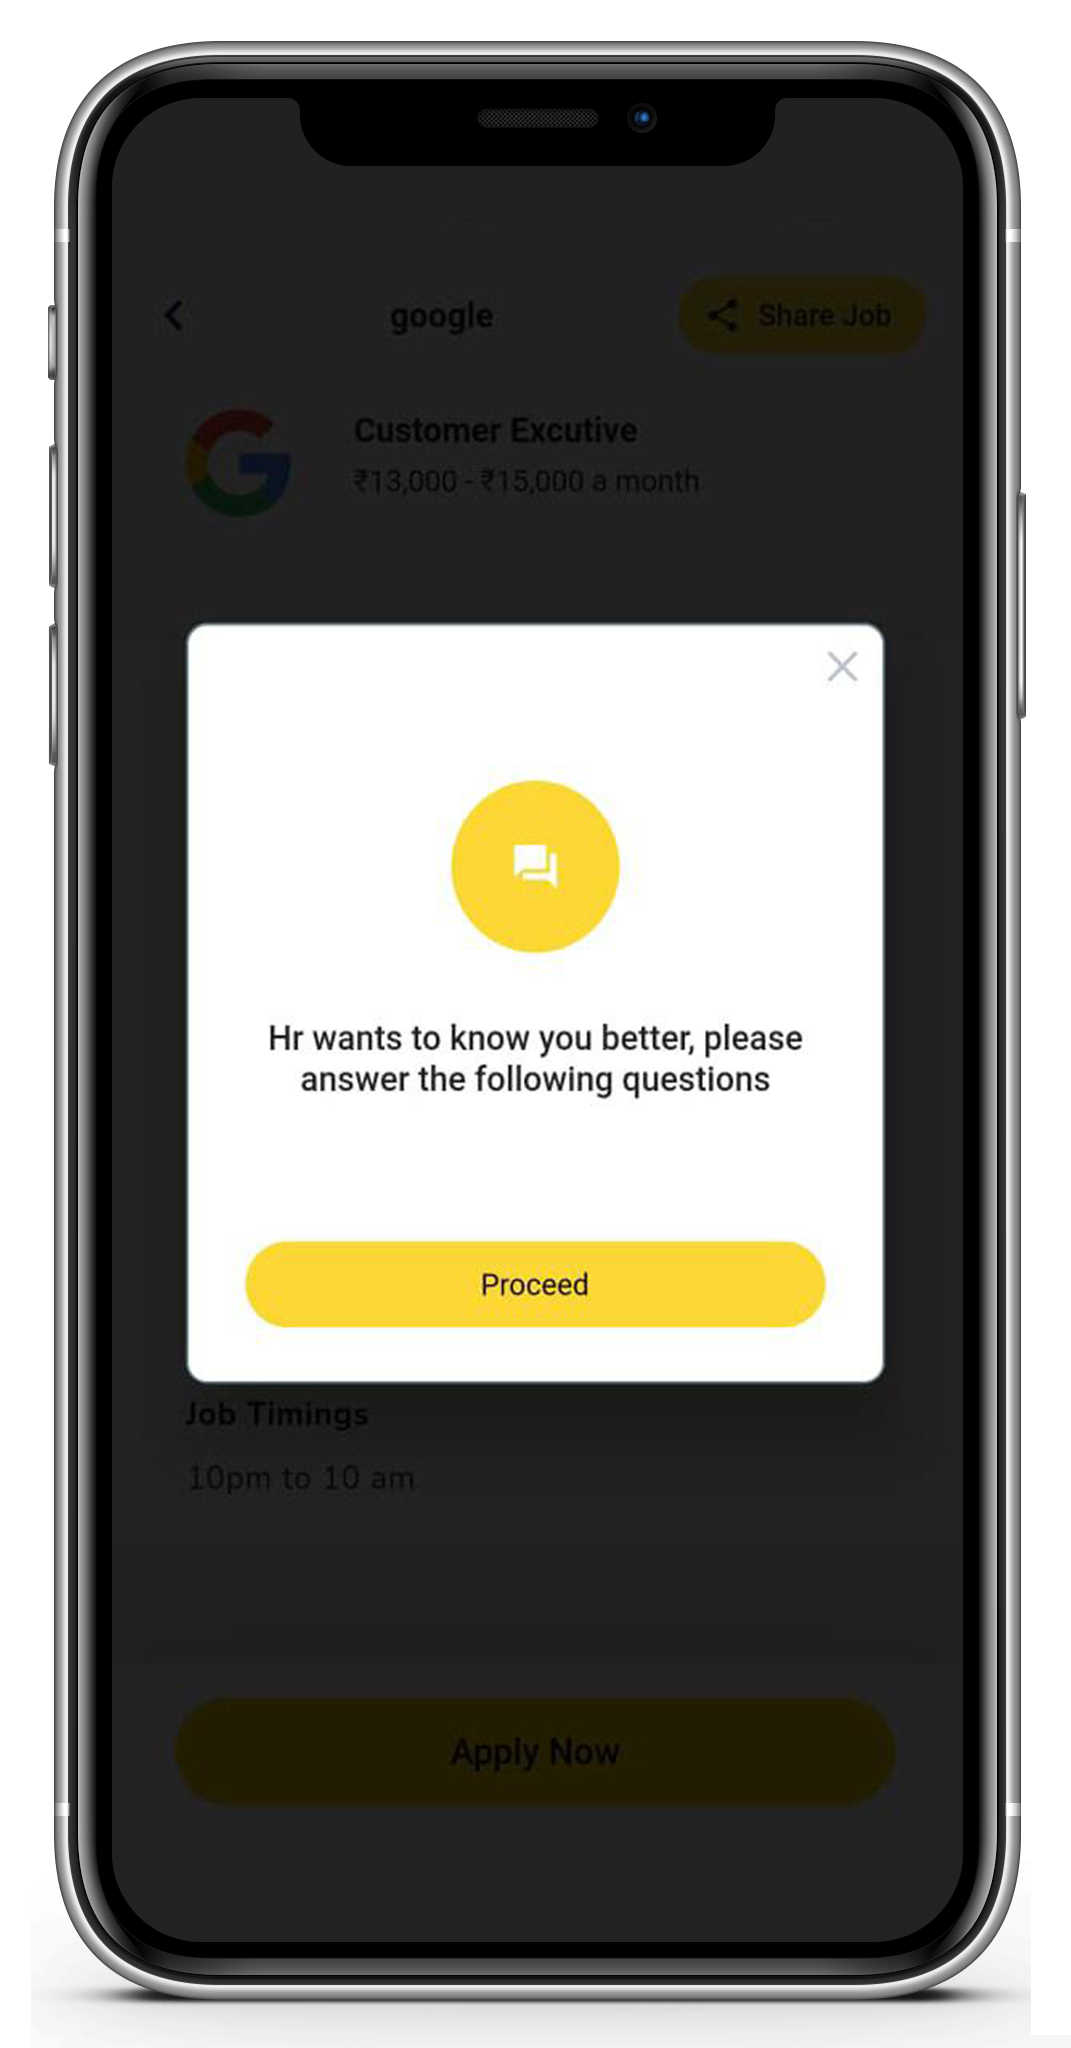 google
Share Job
Customer Excutive
₹13,000 - ₹15,000 a month
Hr wants to know you better, please
answer the following questions
Proceed
Job Timings
10pm to 10 am
Apply Now